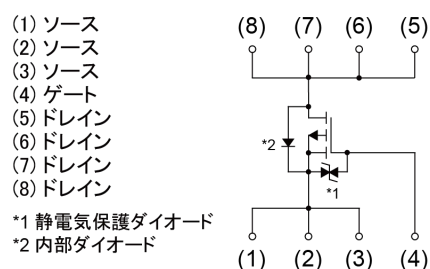 (1) ソース
(2) ソース
(3) ソース
(4) ゲート
(5) ドレイン
(6) ドレイン
(7) ドレイン
(8) ドレイン
*1 静電気保護ダイオード
*2 内部ダイオード
(8) (7) (6) (5)
*2
*1
(1) (2) (3) (4)